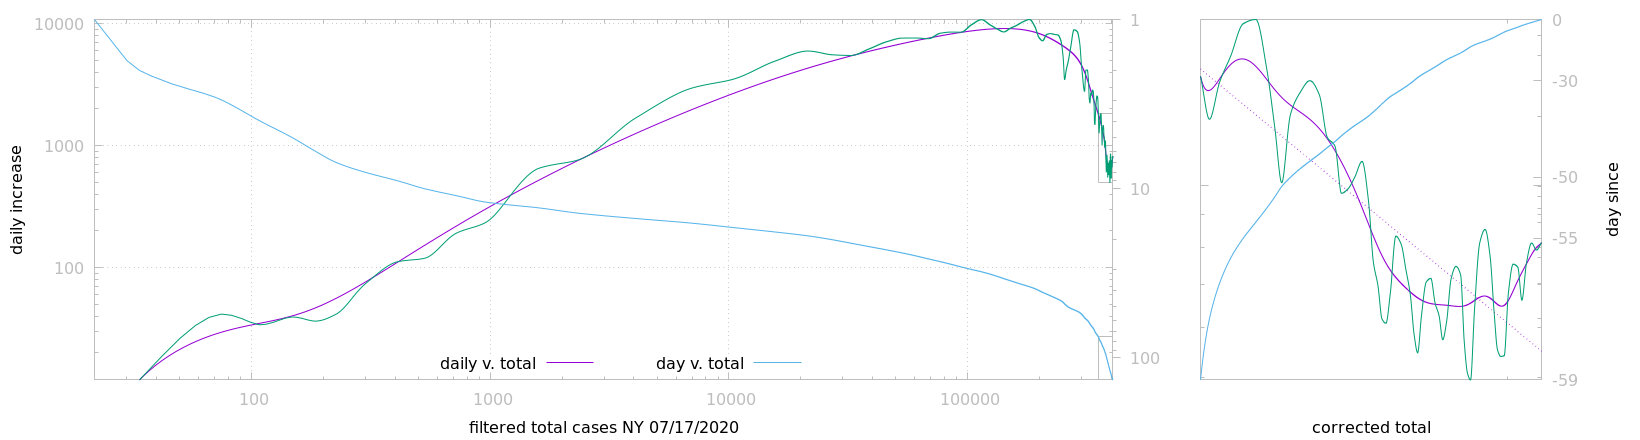 10000
1000
100
daily increase
1
10
100
daily v. total
day v. total
100
1000
10000
100000
filtered total cases NY 07/17/2020
0
-30
-50
-55
-59
day since
corrected total